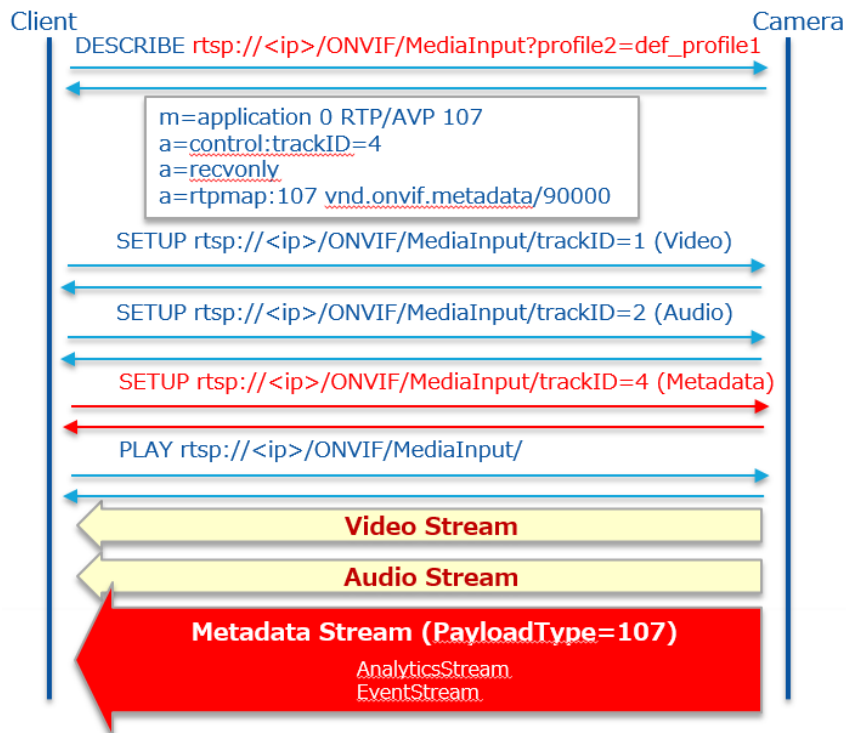 Client
Camera
DESCRIBE rtsp://<ip>/ONVIF/MediaInput?profile2=def_profile1
m=application 0 RTP/AVP 107
a=control:trackID=4
a=recvonly
a=rtpmap:107 vnd.onvif.metadata/90000
SETUP rtsp://<ip>/ONVIF/MediaInput/trackID=1 (Video)
SETUP rtsp://<ip>/ONVIF/MediaInput/trackID=2 (Audio)
SETUP rtsp://<ip>/ONVIF/MediaInput/trackID=4 (Metadata)
PLAY rtsp://<ip>/ONVIF/MediaInput/
Video Stream
Audio Stream
Metadata Stream (PayloadType=107)
AnalyticsStream
EventStream